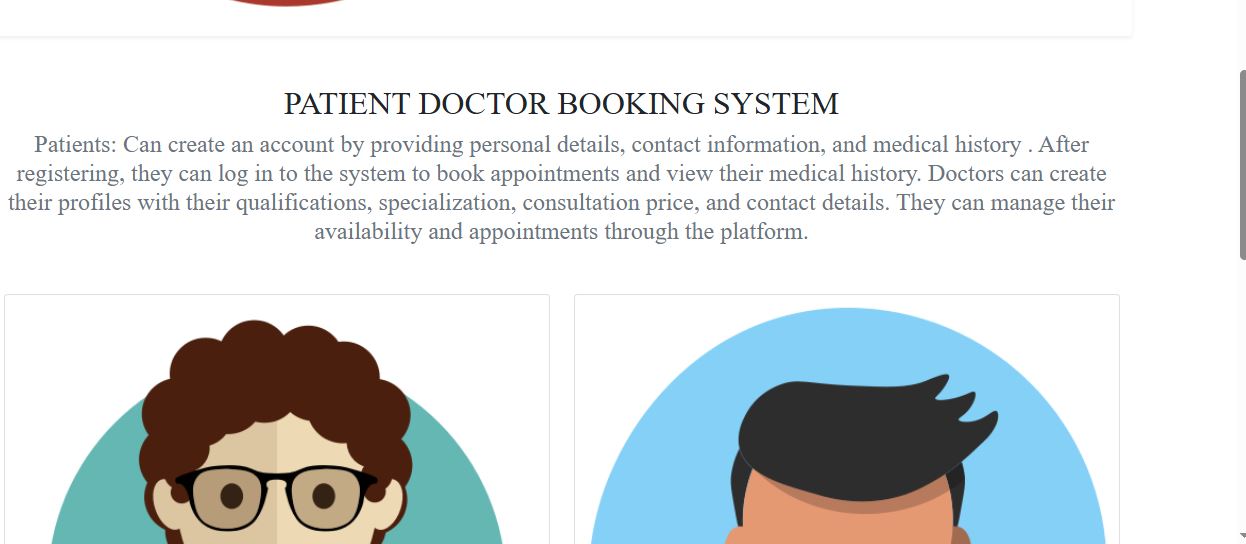 PATIENT DOCTOR BOOKING SYSTEM
Patients: Can create an account by providing personal details, contact information, and medical history . After
registering, they can log in to the system to book appointments and view their medical history. Doctors can create
their profiles with their qualifications, specialization, consultation price, and contact details. They can manage their
availability and appointments through the platform.